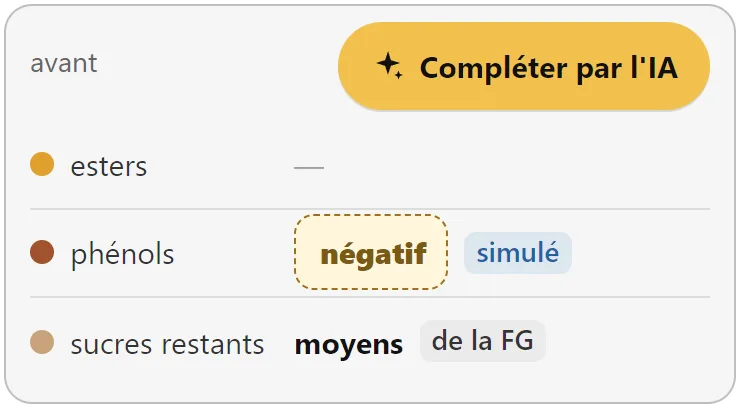 avant Compléter par l'IA
esters —
phénols négatif simulé
sucres restants moyens de la FG